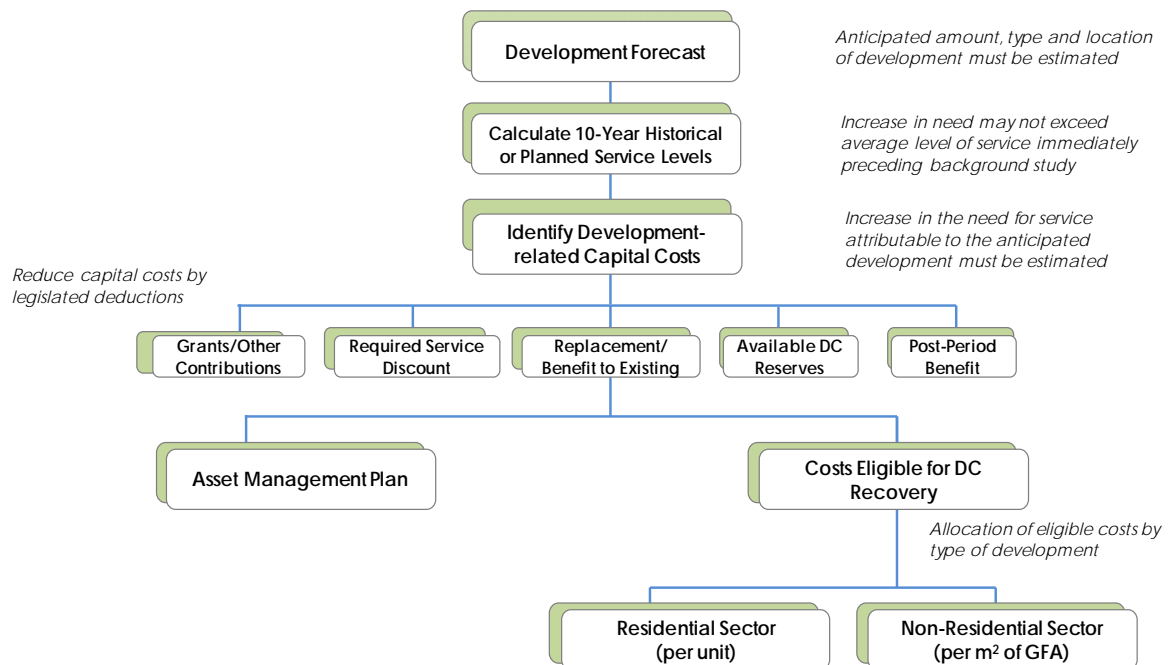 Development Forecast
Anticipated amount, type and location
of development must be estimated
Calculate 10-Year Historical
or Planned Service Levels
Increase in need may not exceed
average level of service immediately
preceding background study
Identify Development-
related Capital Costs
Increase in the need for service
attributable to the anticipated
development must be estimated
Reduce capital costs by
legislated deductions
Grants/Other
Contributions
Required Service
Discount
Replacement/
Benefit to Existing
Available DC
Reserves
Post-Period
Benefit
Asset Management Plan
Costs Eligible for DC
Recovery
Allocation of eligible costs by
type of development
Residential Sector
(per unit)
Non-Residential Sector
(per m² of GFA)